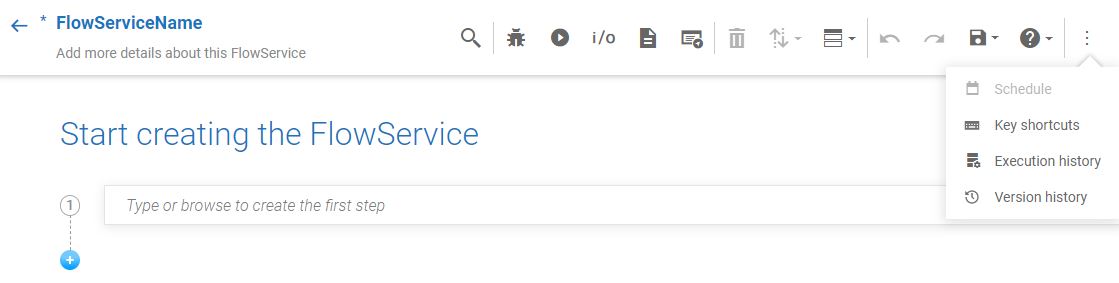 * FlowServiceName
Add more details about this FlowService
i/o
Schedule
Key shortcuts
Execution history
Version history
Start creating the FlowService
1
Type or browse to create the first step